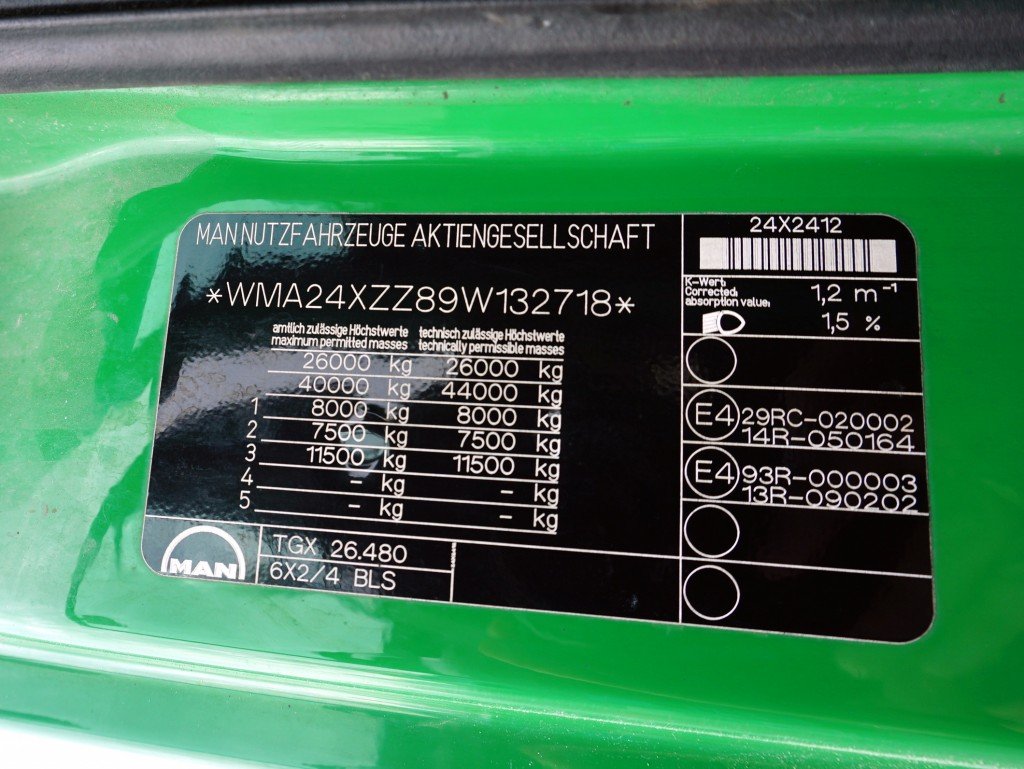 MAN NUTZFAHRZEUGE AKTIENGESELLSCHAFT
*WMA24XZZ89W132718*
amtlich zulässige Höchstwerte technisch zulässige Höchstwerte
maximum permitted masses technically permissible masses
26000 kg 26000 kg
40000 kg 44000 kg
1 8000 kg 8000 kg
2 7500 kg 7500 kg
3 11500 kg 11500 kg
4 - kg - kg
5 - kg - kg
MAN
TGX 26.480
6X2/4 BLS
24X2412
K-Wert:
Corrected:
absorption value:
1,2 m⁻¹
1,5 %
E4 29RC-020002
14R-050164
E4 93R-000003
13R-090202